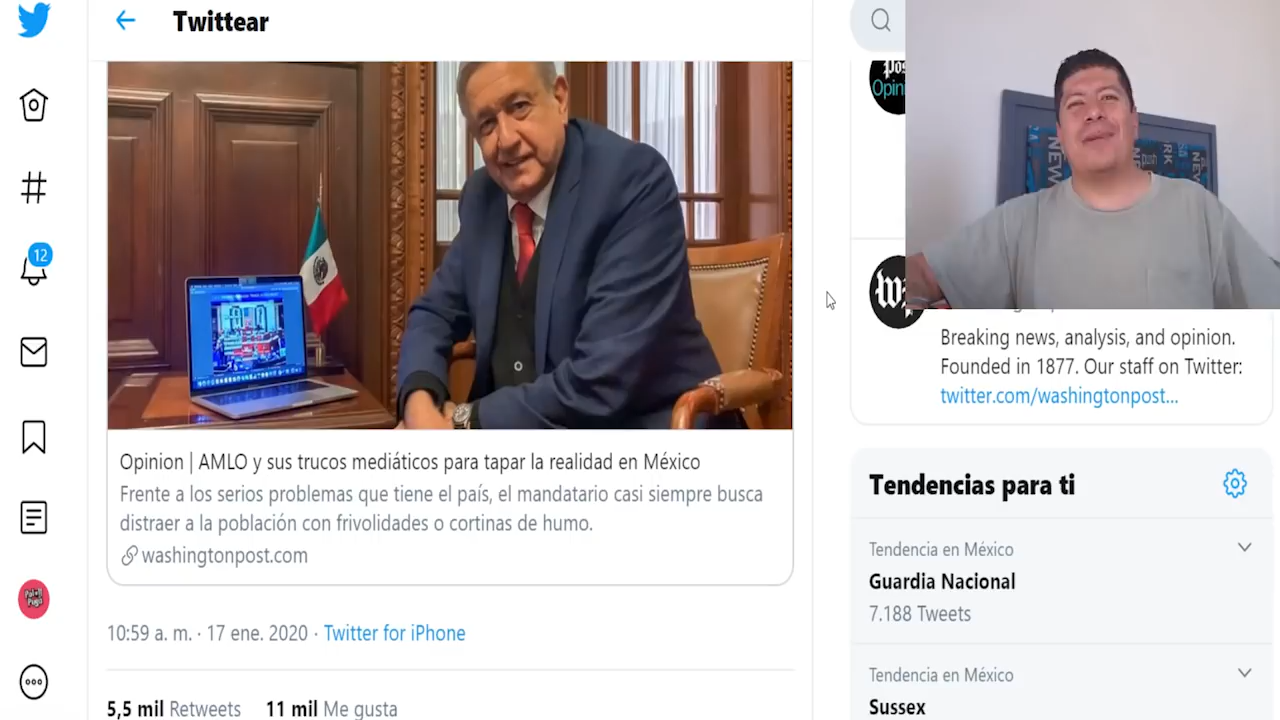 Twittear
12
Opinion | AMLO y sus trucos mediáticos para tapar la realidad en México
Frente a los serios problemas que tiene el país, el mandatario casi siempre busca
distraer a la población con frivolidades o cortinas de humo.
washingtonpost.com
10:59 a. m. · 17 ene. 2020 · Twitter for iPhone
5,5 mil Retweets 11 mil Me gusta
Breaking news, analysis, and opinion.
Founded in 1877. Our staff on Twitter:
twitter.com/washingtonpost...
Tendencias para ti
Tendencia en México
Guardia Nacional
7.188 Tweets
Tendencia en México
Sussex